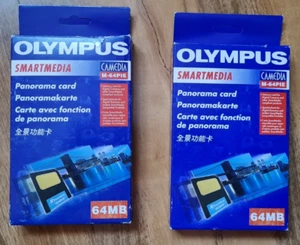 OLYMPUS
SMARTMEDIA
CAMEDIA
M-64PIE
Panorama card
Panoramakarte
Carte avec fonction
de panorama
全景功能卡
64MB
OLYMPUS
SMARTMEDIA
CAMEDIA
M-64PIE
Panorama card
Panoramakarte
Carte avec fonction
de panorama
全景功能卡
64MB